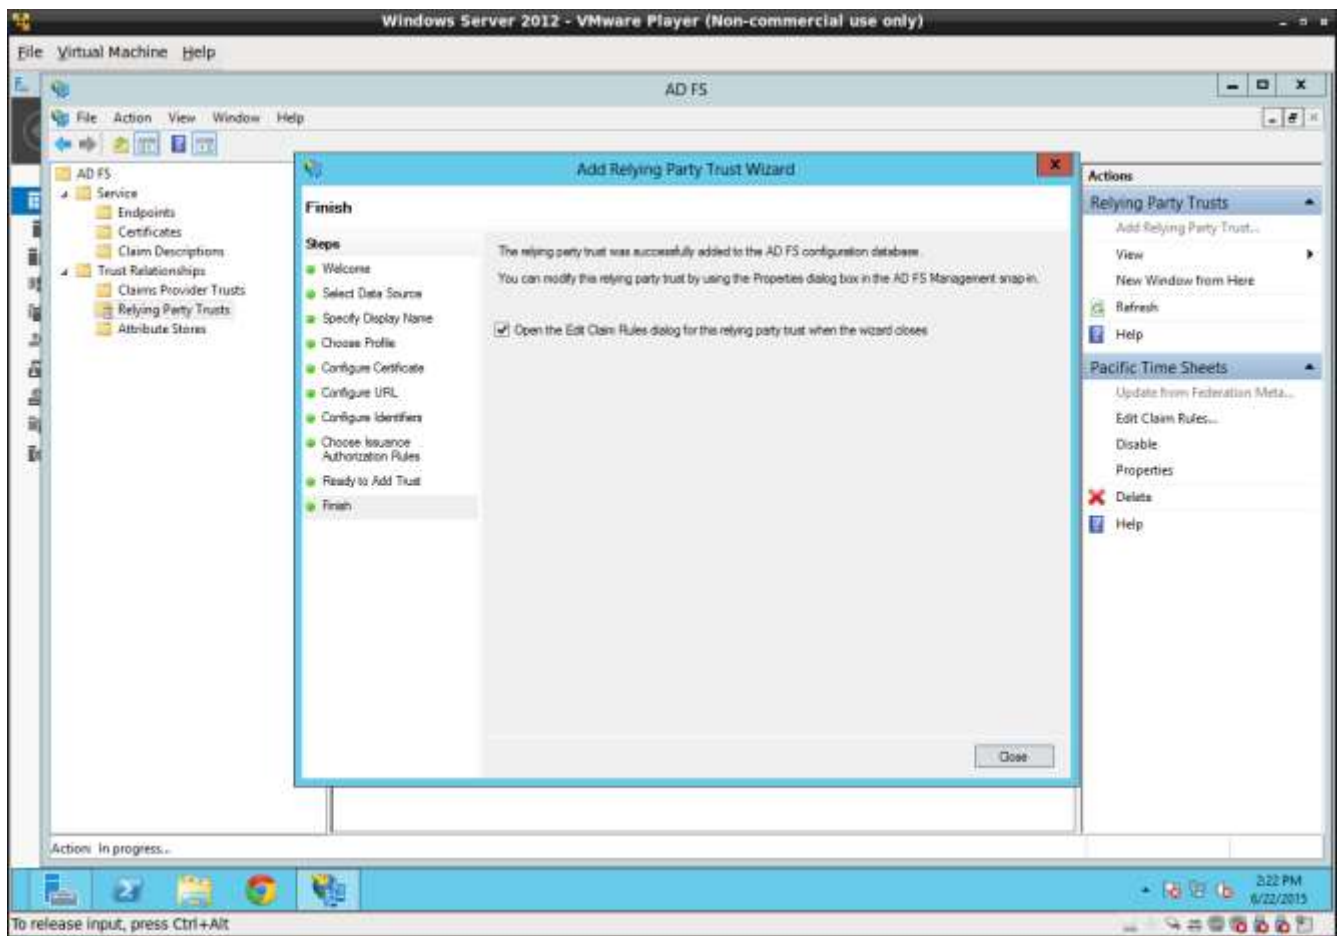 Windows Server 2012 - VMware Player (Non-commercial use only)
File Virtual Machine Help
AD FS
File Action View Window Help
AD FS
Service
Endpoints
Certificates
Claim Descriptions
Trust Relationships
Claims Provider Trusts
Relying Party Trusts
Attribute Stores
Add Relying Party Trust Wizard
Finish
Steps
Welcome
Select Data Source
Specify Display Name
Choose Profile
Configure Certificate
Configure URL
Configure Identifiers
Choose Issuance
Authorization Rules
Ready to Add Trust
Finish
The relying party trust was successfully added to the AD FS configuration database.
You can modify this relying party trust by using the Properties dialog box in the AD FS Management snap-in.
Open the Edit Claim Rules dialog for this relying party trust when the wizard closes
Close
Actions
Relying Party Trusts
Add Relying Party Trust...
View
New Window from Here
Refresh
Help
Pacific Time Sheets
Update from Federation Meta...
Edit Claim Rules...
Disable
Properties
Delete
Help
Action: In progress...
2:22 PM
6/22/2015
To release input, press Ctrl+Alt